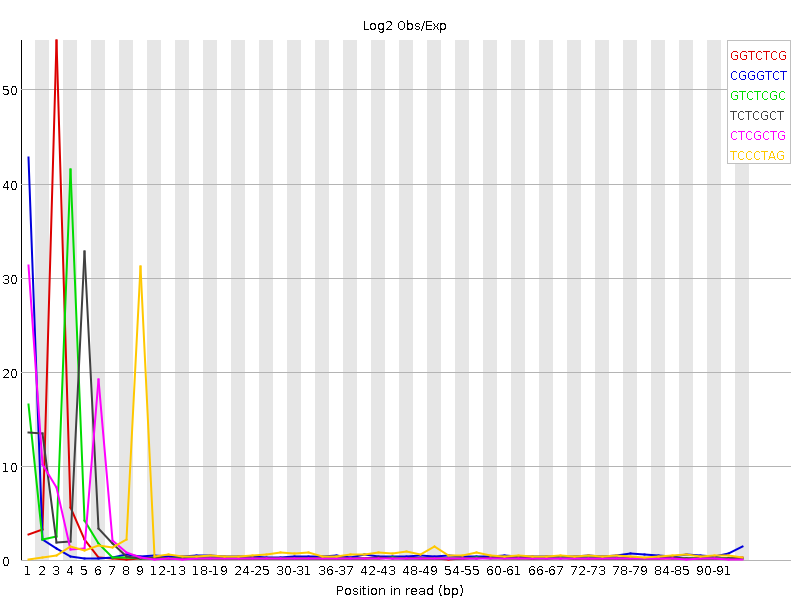 Log2 Obs/Exp
GGTCTCG
CGGGTCT
GTCTCGC
TCTCGCT
CTCGCTG
TCCCTAG
50
40
30
20
10
0
1 2 3 4 5 6 7 8 9 12-13 18-19 24-25 30-31 36-37 42-43 48-49 54-55 60-61 66-67 72-73 78-79 84-85 90-91
Position in read (bp)